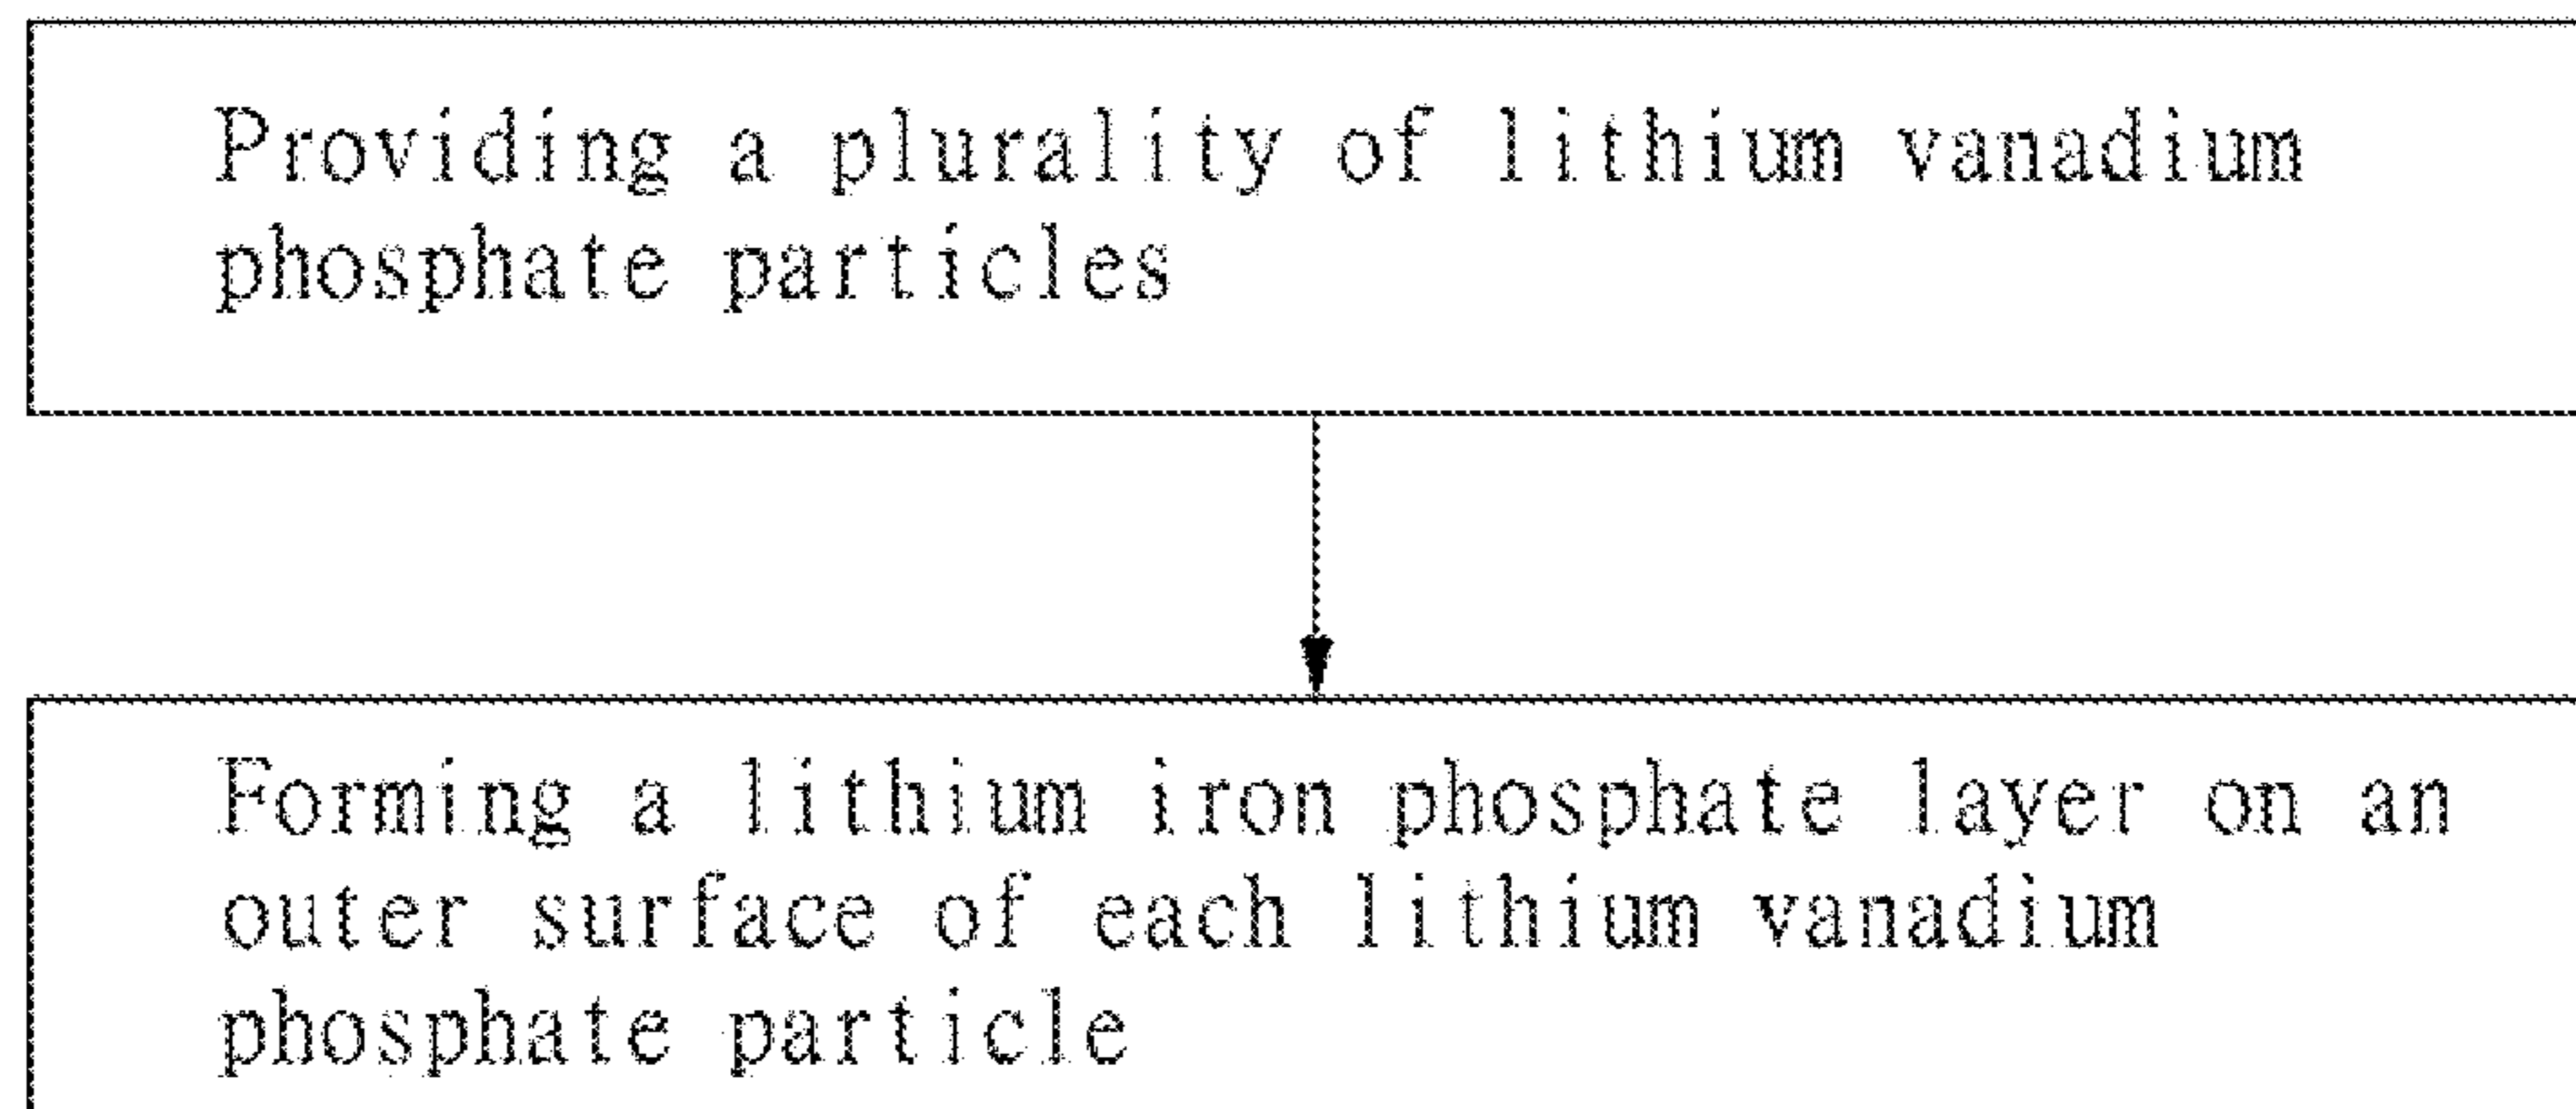 Providing a plurality of lithium vanadium
phosphate particles
Forming a lithium iron phosphate layer on an
outer surface of each lithium vanadium
phosphate particle